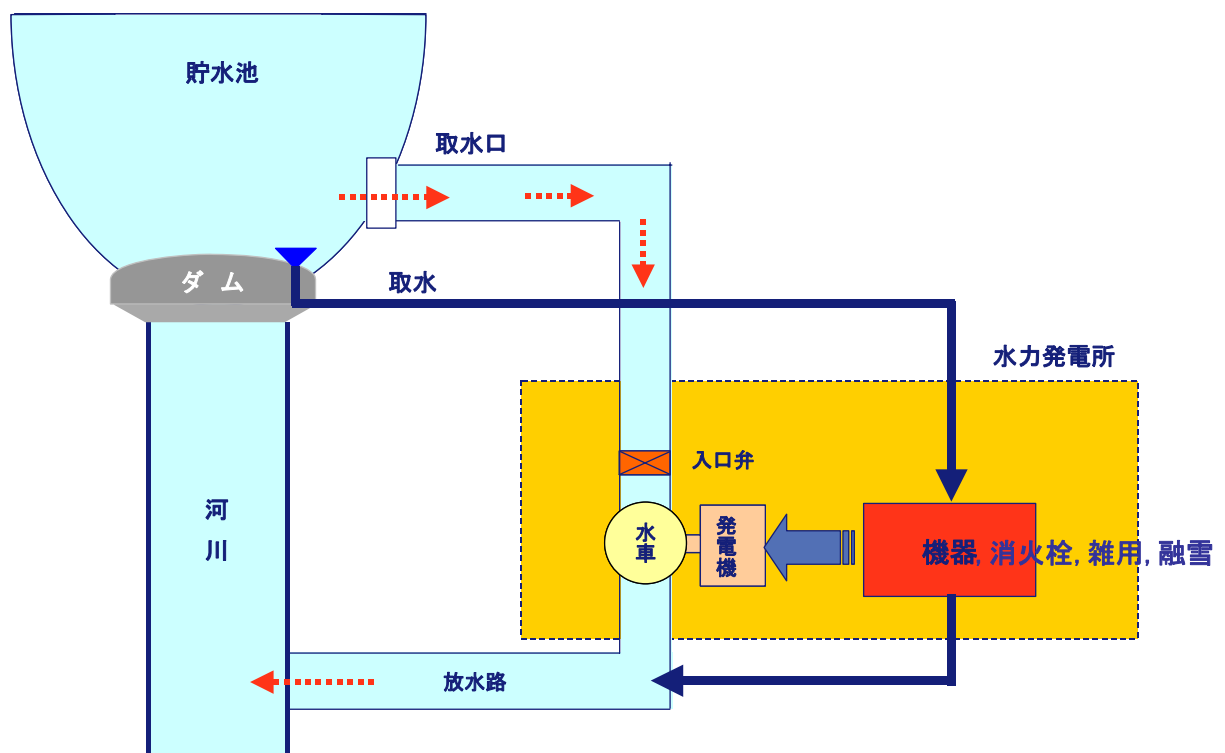 貯水池
取水口
ダム
取水
水力発電所
入口弁
河川
水車
発電機
機器, 消火栓, 雑用, 融雪
放水路